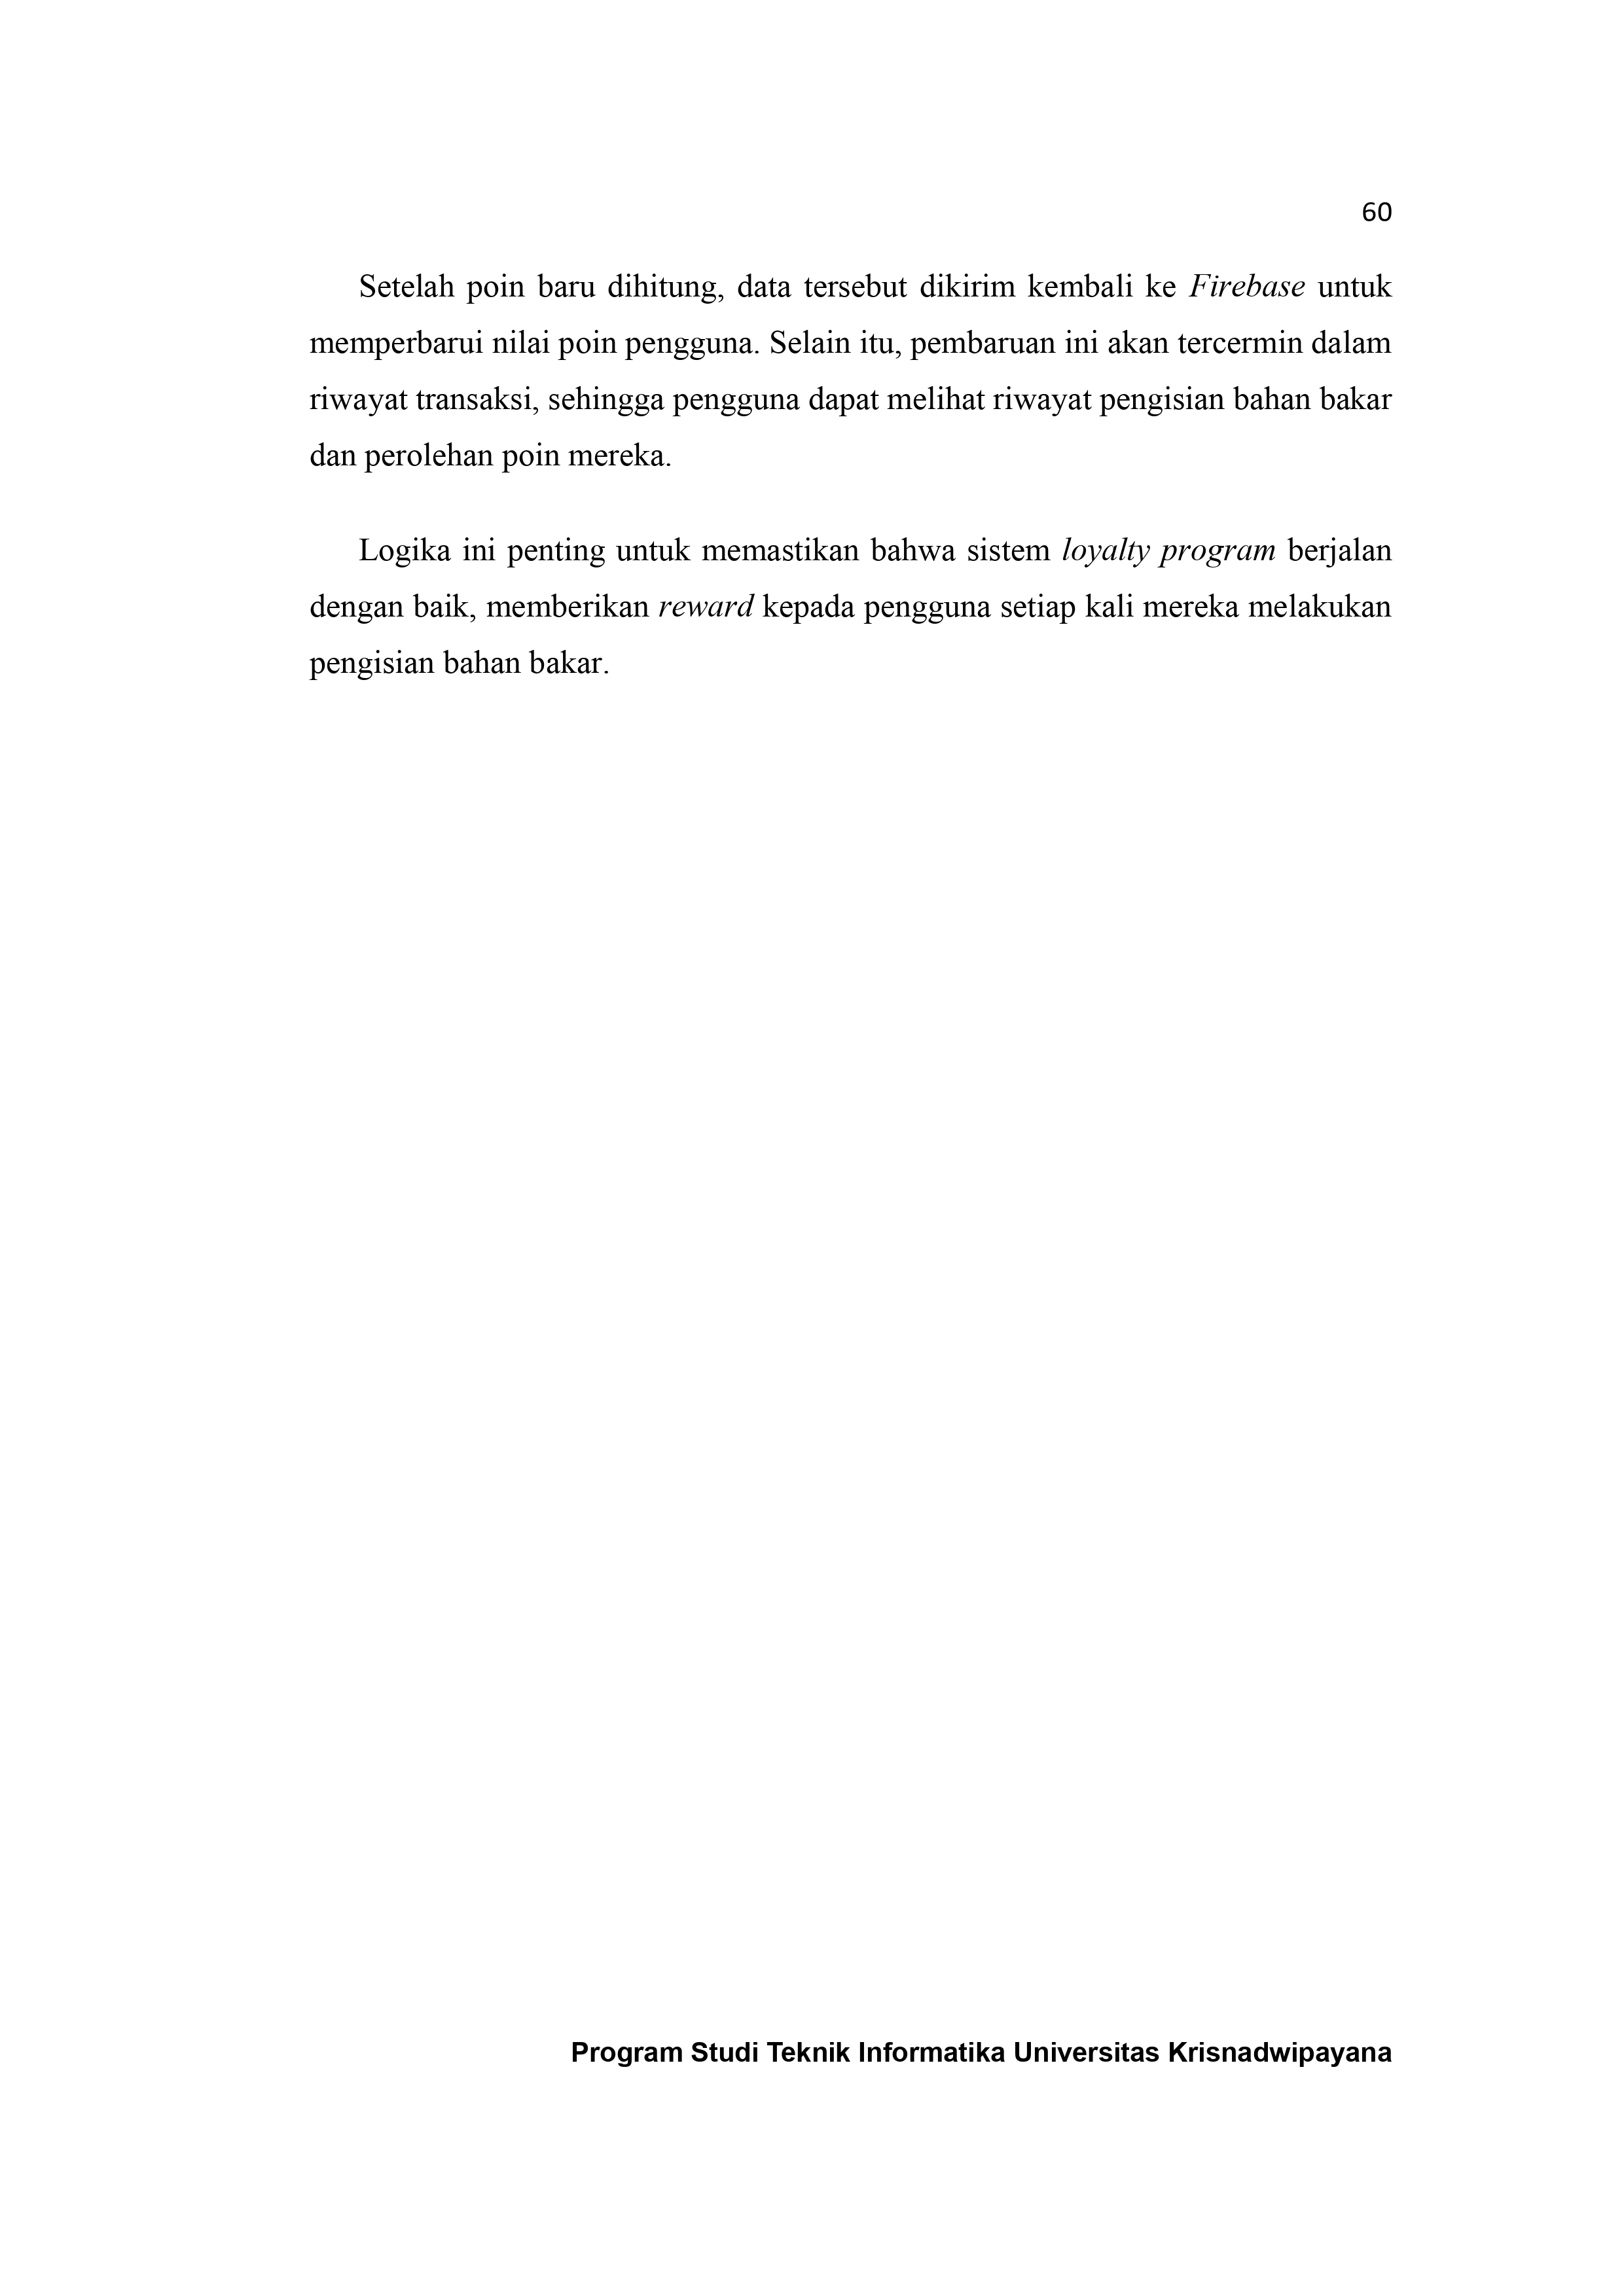 60
Setelah poin baru dihitung, data tersebut dikirim kembali ke Firebase untuk
memperbarui nilai poin pengguna. Selain itu, pembaruan ini akan tercermin dalam
riwayat transaksi, sehingga pengguna dapat melihat riwayat pengisian bahan bakar
dan perolehan poin mereka.
Logika ini penting untuk memastikan bahwa sistem loyalty program berjalan
dengan baik, memberikan reward kepada pengguna setiap kali mereka melakukan
pengisian bahan bakar.
Program Studi Teknik Informatika Universitas Krisnadwipayana